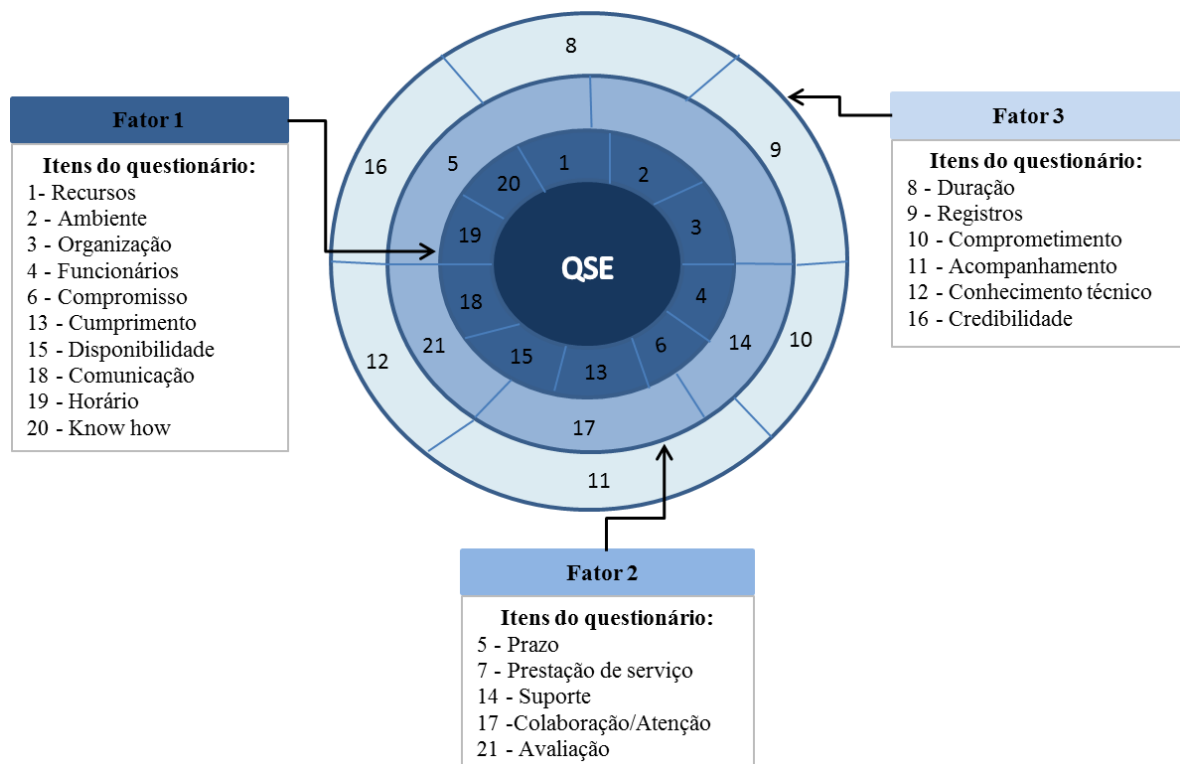 8
Fator 1
Itens do questionário:
1- Recursos
2 - Ambiente
3 - Organização
4 - Funcionários
6 - Compromisso
13 - Cumprimento
15 - Disponibilidade
18 - Comunicação
19 - Horário
20 - Know how
16
5
20
1
2
9
19
3
QSE
18
4
12
21
15
13
6
14
10
17
11
Fator 3
Itens do questionário:
8 - Duração
9 - Registros
10 - Comprometimento
11 - Acompanhamento
12 - Conhecimento técnico
16 - Credibilidade
Fator 2
Itens do questionário:
5 - Prazo
7 - Prestação de serviço
14 - Suporte
17 -Colaboração/Atenção
21 - Avaliação